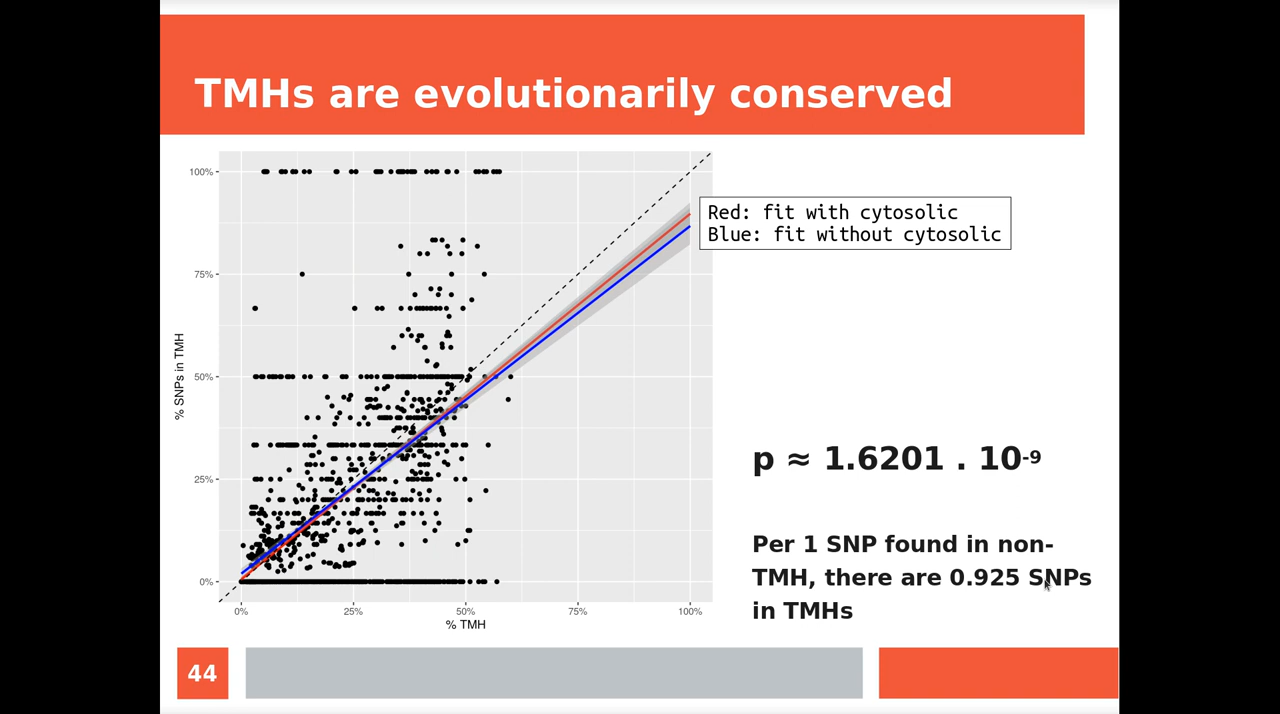 TMHs are evolutionarily conserved
100%
75%
50%
25%
0%
% SNPs in TMH
0%
25%
50%
75%
100%
% TMH
Red: fit with cytosolic
Blue: fit without cytosolic
p ≈ 1.6201 . 10-9
Per 1 SNP found in non-
TMH, there are 0.925 SNPs
in TMHs
44